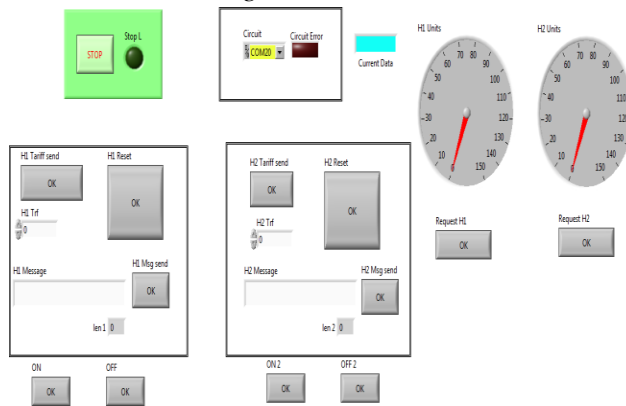 Stop L
STOP
Circuit
Circuit Error
COM20
Current Data
H1 Units
0 10 20 30 40 50 60 70 80 90 100 110 120 130 140 150
H2 Units
0 10 20 30 40 50 60 70 80 90 100 110 120 130 140 150
Request H1
OK
Request H2
OK
H1 Tariff send
H1 Reset
OK
OK
H1 Trf
0
H1 Message
H1 Msg send
OK
len 1 0
ON
OFF
OK
OK
H2 Tariff send
H2 Reset
OK
OK
H2 Trf
0
H2 Message
H2 Msg send
OK
len 2 0
ON 2
OFF 2
OK
OK